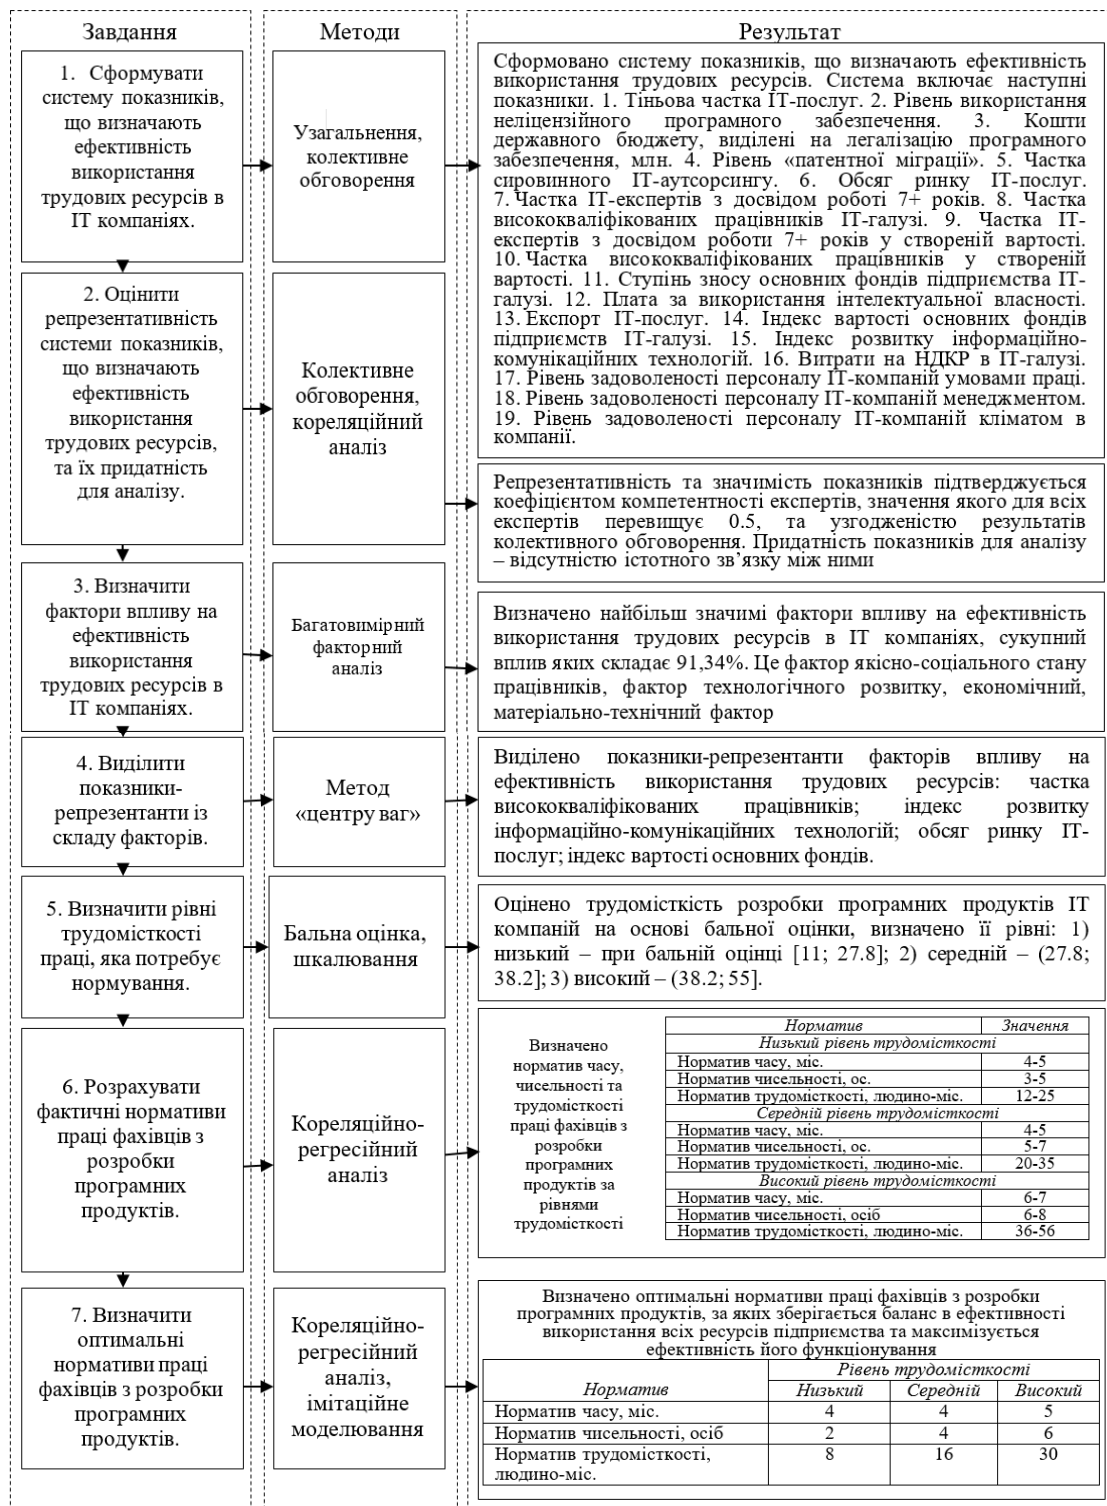 Завдання
Методи
Результат
1. Сформувати
систему показників,
що визначають
ефективність
використання
трудових ресурсів в
ІТ компаніях.
Узагальнення,
колективне
обговорення
Сформовано систему показників, що визначають ефективність
використання трудових ресурсів. Система включає наступні
показники. 1. Тіньова частка ІТ-послуг. 2. Рівень використання
неліцензійного програмного забезпечення. 3. Кошти
державного бюджету, виділені на легалізацію програмного
забезпечення, млн. 4. Рівень «патентної міграції». 5. Частка
сировинного ІТ-аутсорсингу. 6. Обсяг ринку ІТ-послуг.
7. Частка ІТ-експертів з досвідом роботі 7+ років. 8. Частка
висококваліфікованих працівників ІТ-галузі. 9. Частка ІТ-
експертів з досвідом роботи 7+ років у створеній вартості.
10. Частка висококваліфікованих працівників у створеній
вартості. 11. Ступінь зносу основних фондів підприємства ІТ-
галузі. 12. Плата за використання інтелектуальної власності.
13. Експорт ІТ-послуг. 14. Індекс вартості основних фондів
підприємств ІТ-галузі. 15. Індекс розвитку інформаційно-
комунікаційних технологій. 16. Витрати на НДКР в ІТ-галузі.
17. Рівень задоволеності персоналу ІТ-компаній умовами праці.
18. Рівень задоволеності персоналу ІТ-компаній менеджментом.
19. Рівень задоволеності персоналу ІТ-компаній кліматом в
компанії.
2. Оцінити
репрезентативність
системи показників,
що визначають
ефективність
використання
трудових ресурсів,
та їх придатність
для аналізу.
Колективне
обговорення,
кореляційний
аналіз
Репрезентативність та значимість показників підтверджується
коефіцієнтом компетентності експертів, значення якого для всіх
експертів перевищує 0.5, та узгодженістю результатів
колективного обговорення. Придатність показників для аналізу
– відсутністю істотного зв’язку між ними
3. Визначити
фактори впливу на
ефективність
використання
трудових ресурсів в
ІТ компаніях.
Багатовимірний
факторний
аналіз
Визначено найбільш значимі фактори впливу на ефективність
використання трудових ресурсів в ІТ компаніях, сукупний
вплив яких складає 91,34%. Це фактор якісно-соціального стану
працівників, фактор технологічного розвитку, економічний,
матеріально-технічний фактор
4. Виділити
показники-
репрезентанти із
складу факторів.
Метод
«центру ваг»
Виділено показники-репрезентанти факторів впливу на
ефективність використання трудових ресурсів: частка
висококваліфікованих працівників; індекс розвитку
інформаційно-комунікаційних технологій; обсяг ринку ІТ-
послуг; індекс вартості основних фондів.
5. Визначити рівні
трудомісткості
праці, яка потребує
нормування.
Бальна оцінка,
шкалювання
Оцінено трудомісткість розробки програмних продуктів ІТ
компаній на основі бальної оцінки, визначено її рівні: 1)
низький – при бальній оцінці [11; 27.8]; 2) середній – (27.8;
38.2]; 3) високий – (38.2; 55].
6. Розрахувати
фактичні нормативи
праці фахівців з
розробки
програмних
продуктів.
Кореляційно-
регресійний
аналіз
Визначено
норматив часу,
чисельності та
трудомісткості
праці фахівців з
розробки
програмних
продуктів за
рівнями
трудомісткості
Норматив Значення
Низький рівень трудомісткості
Норматив часу, міс. 4-5
Норматив чисельності, ос. 3-5
Норматив трудомісткості, людино-міс. 12-25
Середній рівень трудомісткості
Норматив часу, міс. 4-5
Норматив чисельності, ос. 5-7
Норматив трудомісткості, людино-міс. 20-35
Високий рівень трудомісткості
Норматив часу, міс. 6-7
Норматив чисельності, осіб 6-8
Норматив трудомісткості, людино-міс. 36-56
7. Визначити
оптимальні
нормативи праці
фахівців з розробки
програмних
продуктів.
Кореляційно-
регресійний
аналіз,
імітаційне
моделювання
Визначено оптимальні нормативи праці фахівців з розробки
програмних продуктів, за яких зберігається баланс в ефективності
використання всіх ресурсів підприємства та максимізується
ефективність його функціонування
Норматив
Рівень трудомісткості
Низький Середній Високий
Норматив часу, міс. 4 4 5
Норматив чисельності, осіб 2 4 6
Норматив трудомісткості, 8 16 30
людино-міс.